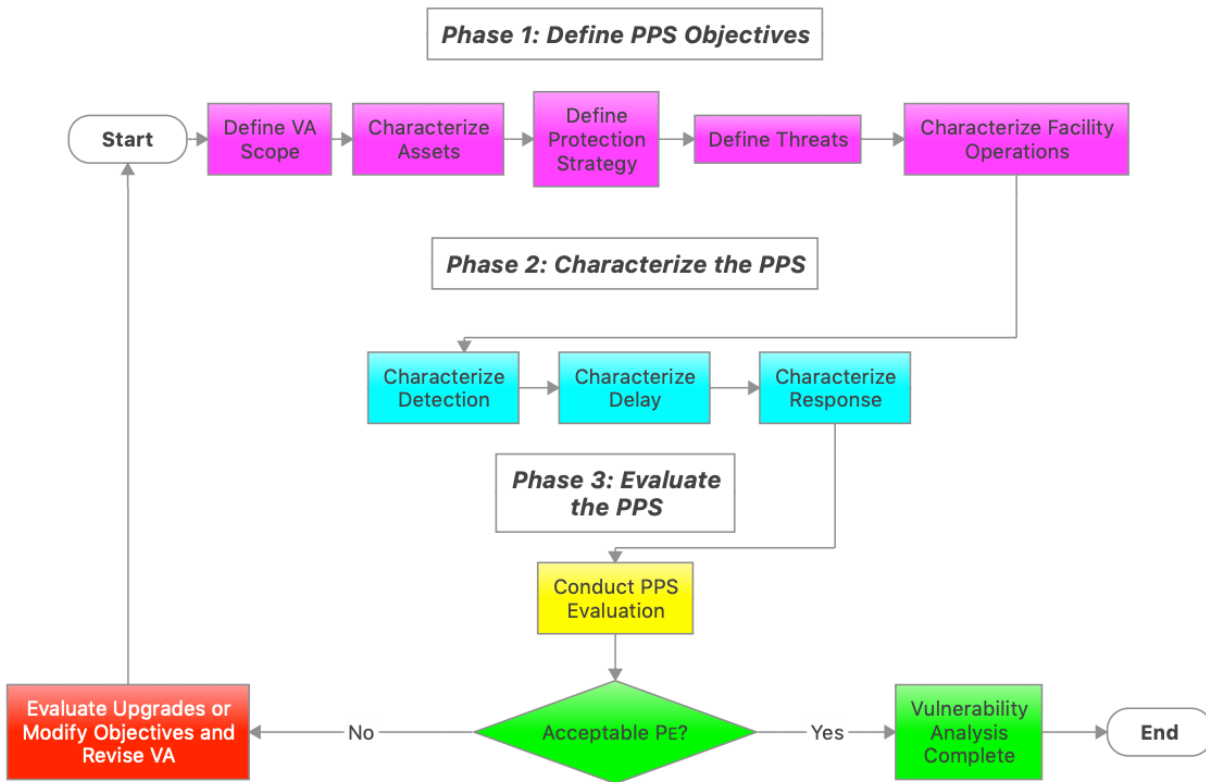 Phase 1: Define PPS Objectives
Start
Define VA
Scope
Characterize
Assets
Define
Protection
Strategy
Define Threats
Characterize Facility
Operations
Phase 2: Characterize the PPS
Characterize
Detection
Characterize
Delay
Characterize
Response
Phase 3: Evaluate
the PPS
Conduct PPS
Evaluation
Evaluate Upgrades or
Modify Objectives and
Revise VA
No
Acceptable PE?
Yes
Vulnerability
Analysis
Complete
End